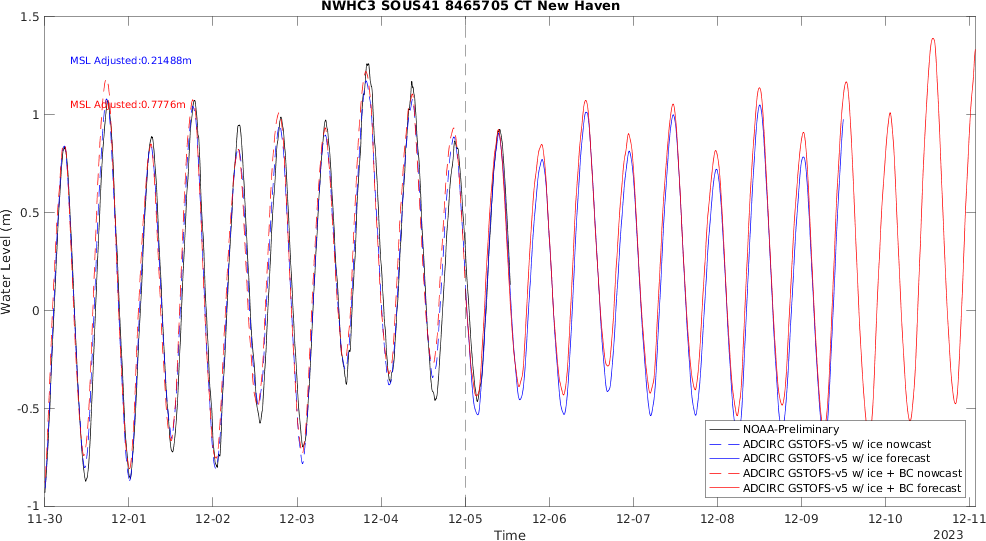 NWHC3 SOUS41 8465705 CT New Haven
1.5
MSL Adjusted:0.21488m
MSL Adjusted:0.7776m
1
0.5
Water Level (m)
0
-0.5
NOAA-Preliminary
ADCIRC GSTOFS-v5 w/ ice nowcast
ADCIRC GSTOFS-v5 w/ ice forecast
ADCIRC GSTOFS-v5 w/ ice + BC nowcast
ADCIRC GSTOFS-v5 w/ ice + BC forecast
-1
11-30 12-01 12-02 12-03 12-04 12-05 12-06 12-07 12-08 12-09 12-10 12-11
Time
2023